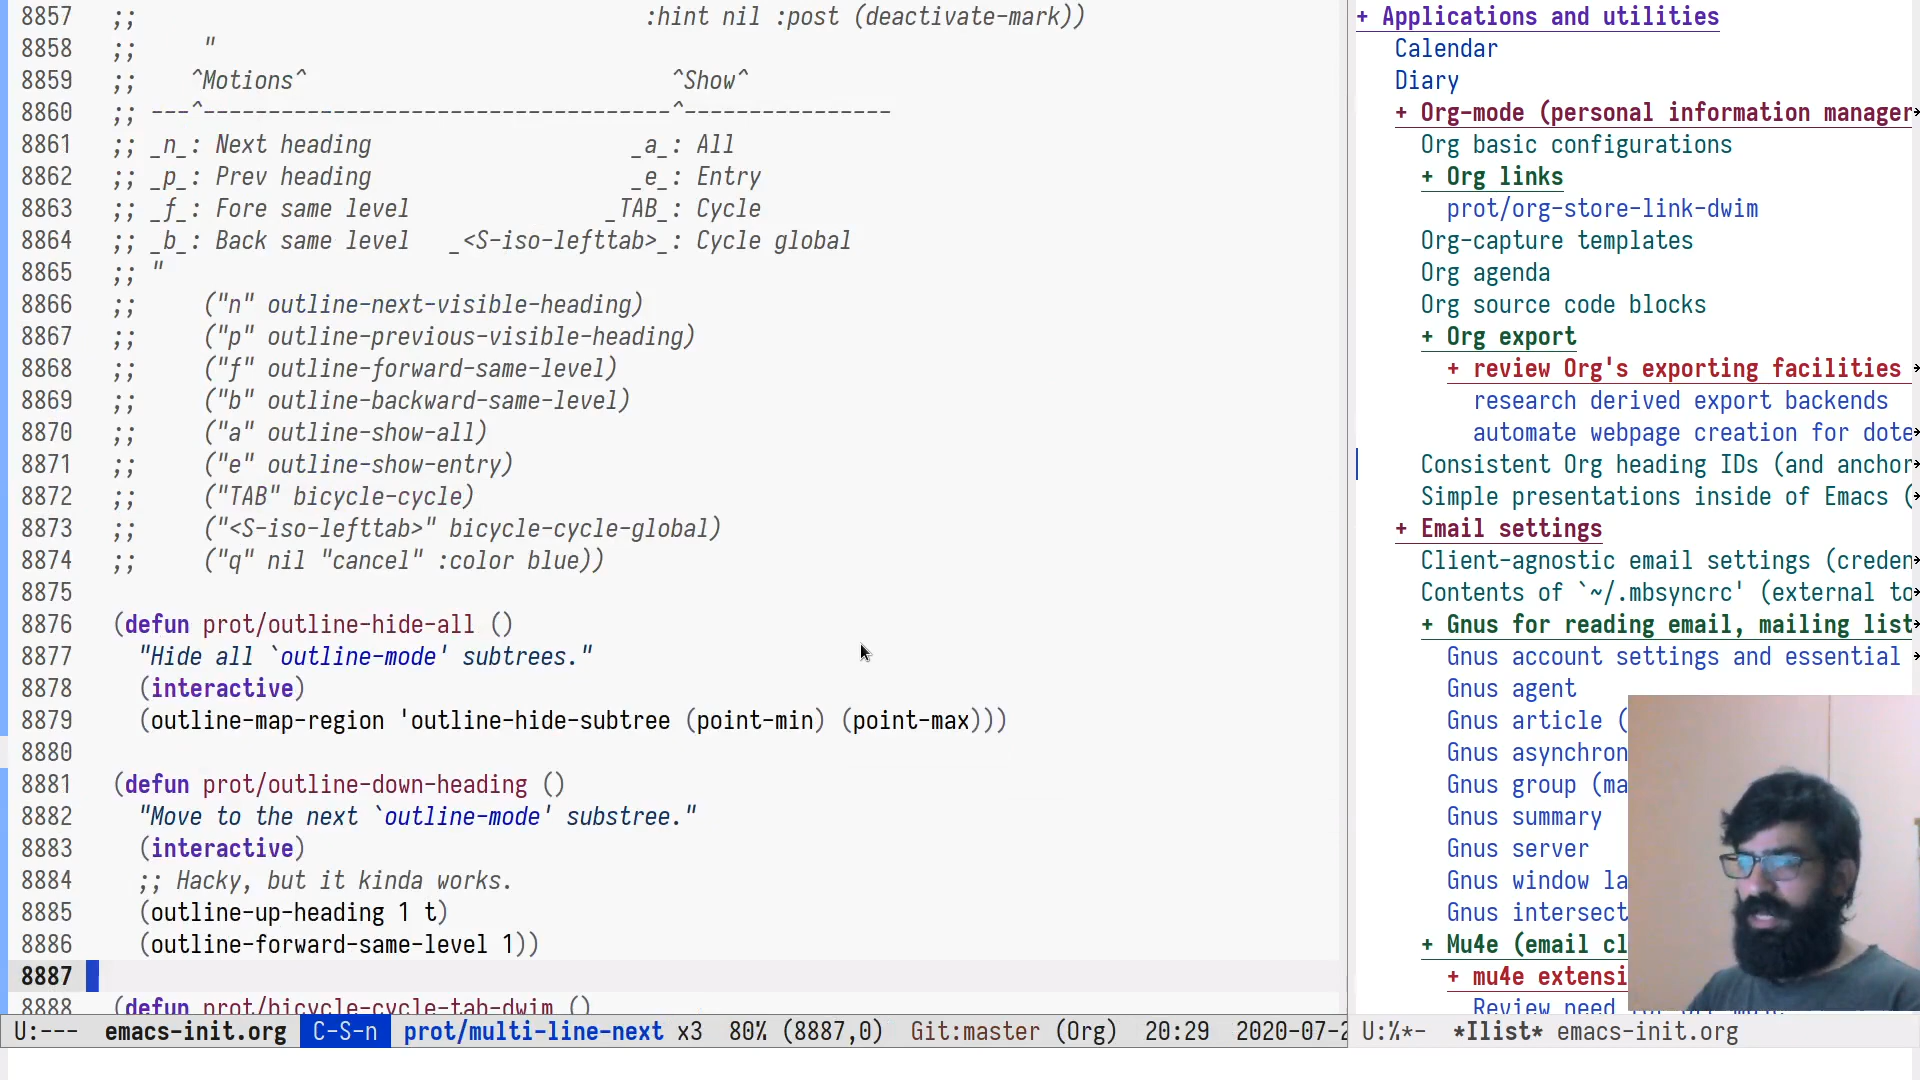 8857 ;; :hint nil :post (deactivate-mark))
8858 ;; "
8859 ;; ^Motions^ ^Show^
8860 ;; ---^------------------------------------^----------------
8861 ;; _n_: Next heading _a_: All
8862 ;; _p_: Prev heading _e_: Entry
8863 ;; _f_: Fore same level _TAB_: Cycle
8864 ;; _b_: Back same level _<S-iso-lefttab>_: Cycle global
8865 ;; "
8866 ;; ("n" outline-next-visible-heading)
8867 ;; ("p" outline-previous-visible-heading)
8868 ;; ("f" outline-forward-same-level)
8869 ;; ("b" outline-backward-same-level)
8870 ;; ("a" outline-show-all)
8871 ;; ("e" outline-show-entry)
8872 ;; ("TAB" bicycle-cycle)
8873 ;; ("<S-iso-lefttab>" bicycle-cycle-global)
8874 ;; ("q" nil "cancel" :color blue))
8875
8876 (defun prot/outline-hide-all ()
8877 "Hide all `outline-mode' subtrees."
8878 (interactive)
8879 (outline-map-region 'outline-hide-subtree (point-min) (point-max)))
8880
8881 (defun prot/outline-down-heading ()
8882 "Move to the next `outline-mode' substree."
8883 (interactive)
8884 ;; Hacky, but it kinda works.
8885 (outline-up-heading 1 t)
8886 (outline-forward-same-level 1))
8887
8888 (defun prot/bicycle-cycle-tab-dwim ()
U:--- emacs-init.org C-S-n prot/multi-line-next x3 80% (8887,0) Git:master (Org) 20:29 2020-07-2
+ Applications and utilities
Calendar
Diary
+ Org-mode (personal information manager
Org basic configurations
+ Org links
prot/org-store-link-dwim
Org-capture templates
Org agenda
Org source code blocks
+ Org export
+ review Org's exporting facilities
research derived export backends
automate webpage creation for dote
Consistent Org heading IDs (and anchor
Simple presentations inside of Emacs (
+ Email settings
Client-agnostic email settings (creden
Contents of `~/.mbsyncrc' (external to
+ Gnus for reading email, mailing list
Gnus account settings and essential
Gnus agent
Gnus article (
Gnus asynchron
Gnus group (ma
Gnus summary
Gnus server
Gnus window la
Gnus intersect
+ Mu4e (email cl
+ mu4e extensi
Review need
U:%*- *Ilist* emacs-init.org